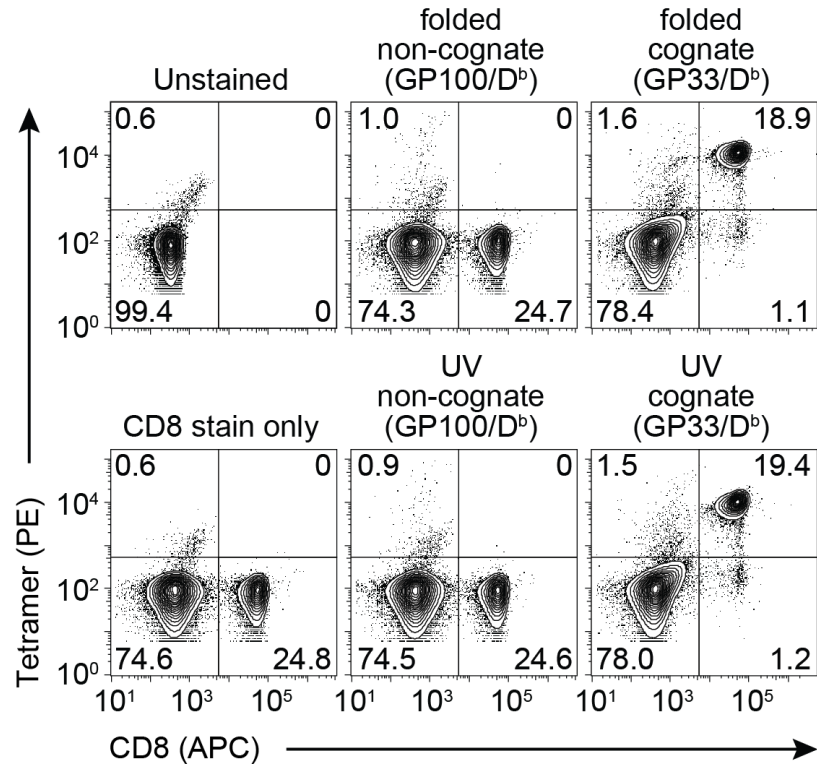 Unstained
folded
non-cognate
(GP100/Dᵇ)
folded
cognate
(GP33/Dᵇ)
0.6 0
99.4 0
1.0 0
74.3 24.7
1.6 18.9
78.4 1.1
10⁴
10²
10⁰
CD8 stain only
UV
non-cognate
(GP100/Dᵇ)
UV
cognate
(GP33/Dᵇ)
0.6 0
74.6 24.8
0.9 0
74.5 24.6
1.5 19.4
78.0 1.2
10⁴
10²
10⁰
10¹ 10³ 10⁵
10¹ 10³ 10⁵
10¹ 10³ 10⁵
Tetramer (PE)
CD8 (APC)